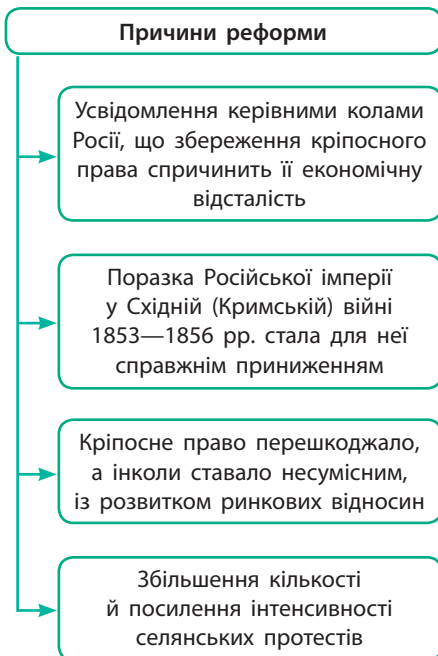 Причини реформи
Усвідомлення керівними колами
Росії, що збереження кріпосного
права спричинить її економічну
відсталість
Поразка Російської імперії
у Східній (Кримській) війні
1853—1856 рр. стала для неї
справжнім приниженням
Кріпосне право перешкоджало,
а інколи ставало несумісним,
із розвитком ринкових відносин
Збільшення кількості
й посилення інтенсивності
селянських протестів